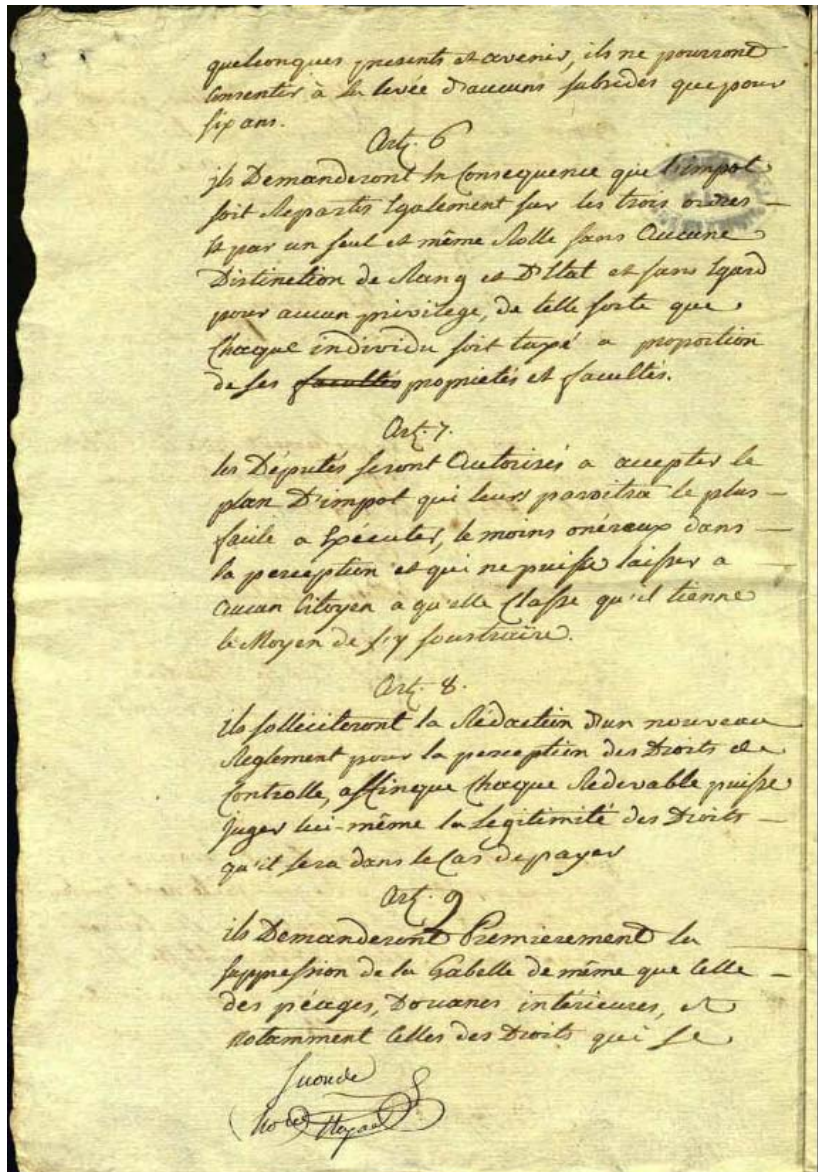 quelconques presents et avenir, ils ne pourront
Consentir à la levée d'aucuns subsides que pour
six ans.
Art. 6
ils Demanderont En Consequence que l'impot
soit Repartis Egalement sur les trois ordres —
Et par un seul et même Rolle sans Aucune
Distinction de Rang et D'Etat et sans Egard
pour aucun privilege, de telle sorte que
Chaque individu soit taxé a proportion
de ses facultés proprietés et facultés.
Art. 7.
les Députés seront Autorisés a accepter le
plan D'impot qui leurs paroitra le plus —
facile a Exécuter, le moins onéreux dans —
la perception et qui ne puisse laisser a
Aucun Citoyen a qu'elle Classe qu'il tienne
le Moyen de s'y soustraire.
Art. 8.
ils solliciteront la Rédaction d'un nouveau
Reglement pour la perception des Droits de
Controlle, affinque Chaque Redevable puisse
Juger lui-même la Legitimité des Droits —
qu'il sera dans le Cas de payer
Art. 9
ils Demanderont Premierement la
suppression de la Gabelle de même que Celle —
des péages, Douanes intérieures, et
Notamment Celles des Droits qui se